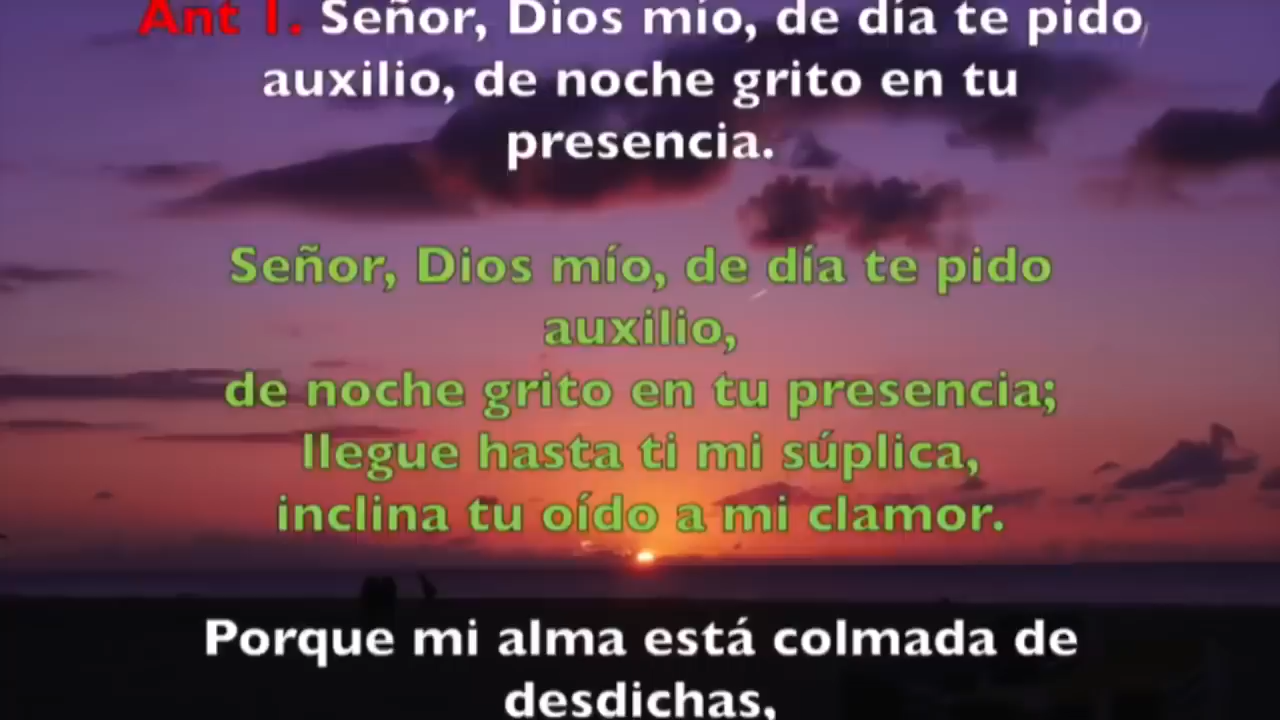 Ant 1. Señor, Dios mío, de día te pido
auxilio, de noche grito en tu
presencia.
Señor, Dios mío, de día te pido
auxilio,
de noche grito en tu presencia;
llegue hasta ti mi súplica,
inclina tu oído a mi clamor.
Porque mi alma está colmada de
desdichas,